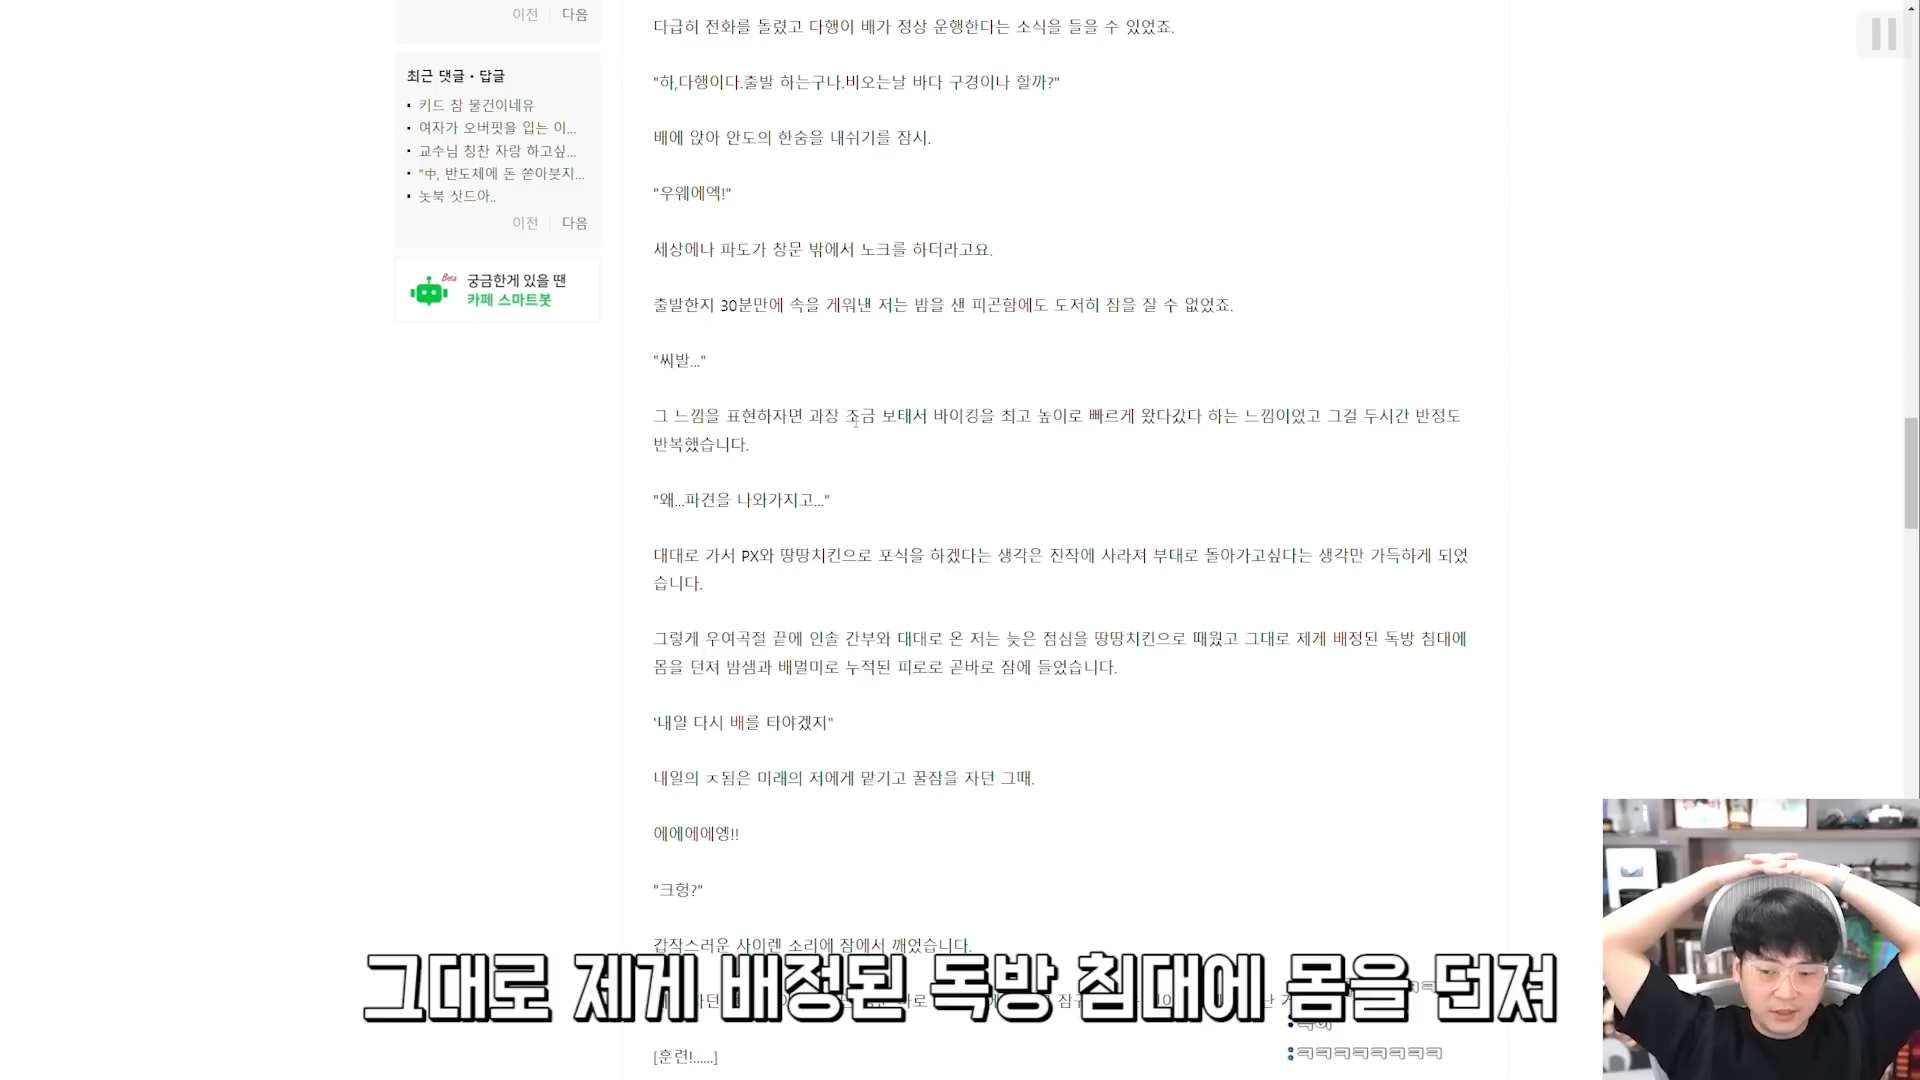 이전 다음
최근 댓글・답글
키드 참 물건이네유
여자가 오버핏을 입는 이...
교수님 칭찬 자랑 하고싶...
"中, 반도체에 돈 쏟아붓지...
놋북 삿드아..
이전 다음
Beta
궁금한게 있을 땐
카페 스마트봇
다급히 전화를 돌렸고 다행이 배가 정상 운행한다는 소식을 들을 수 있었죠.
"하,다행이다.출발 하는구나.비오는날 바다 구경이나 할까?"
배에 앉아 안도의 한숨을 내쉬기를 잠시.
"우웨에엑!"
세상에나 파도가 창문 밖에서 노크를 하더라고요.
출발한지 30분만에 속을 게워낸 저는 밤을 샌 피곤함에도 도저히 잠을 잘 수 없었죠.
"씨발..."
그 느낌을 표현하자면 과장 조금 보태서 바이킹을 최고 높이로 빠르게 왔다갔다 하는 느낌이었고 그걸 두시간 반정도
반복했습니다.
"왜...파견을 나와가지고..."
대대로 가서 PX와 땅땅치킨으로 포식을 하겠다는 생각은 진작에 사라져 부대로 돌아가고싶다는 생각만 가득하게 되었
습니다.
그렇게 우여곡절 끝에 인솔 간부와 대대로 온 저는 늦은 점심을 땅땅치킨으로 때웠고 그대로 제게 배정된 독방 침대에
몸을 던져 밤샘과 배멀미로 누적된 피로로 곧바로 잠에 들었습니다.
'내일 다시 배를 타야겠지"
내일의 ㅈ됨은 미래의 저에게 맡기고 꿀잠을 자던 그때.
에에에에엥!!
"크헝?"
갑작스러운 사이렌 소리에 잠에서 깨었습니다.
그대로 제게 배정된 독방 침대에 몸을 던져
[훈련!......]
:ㅋㅋㅋㅋㅋㅋㅋㅋ